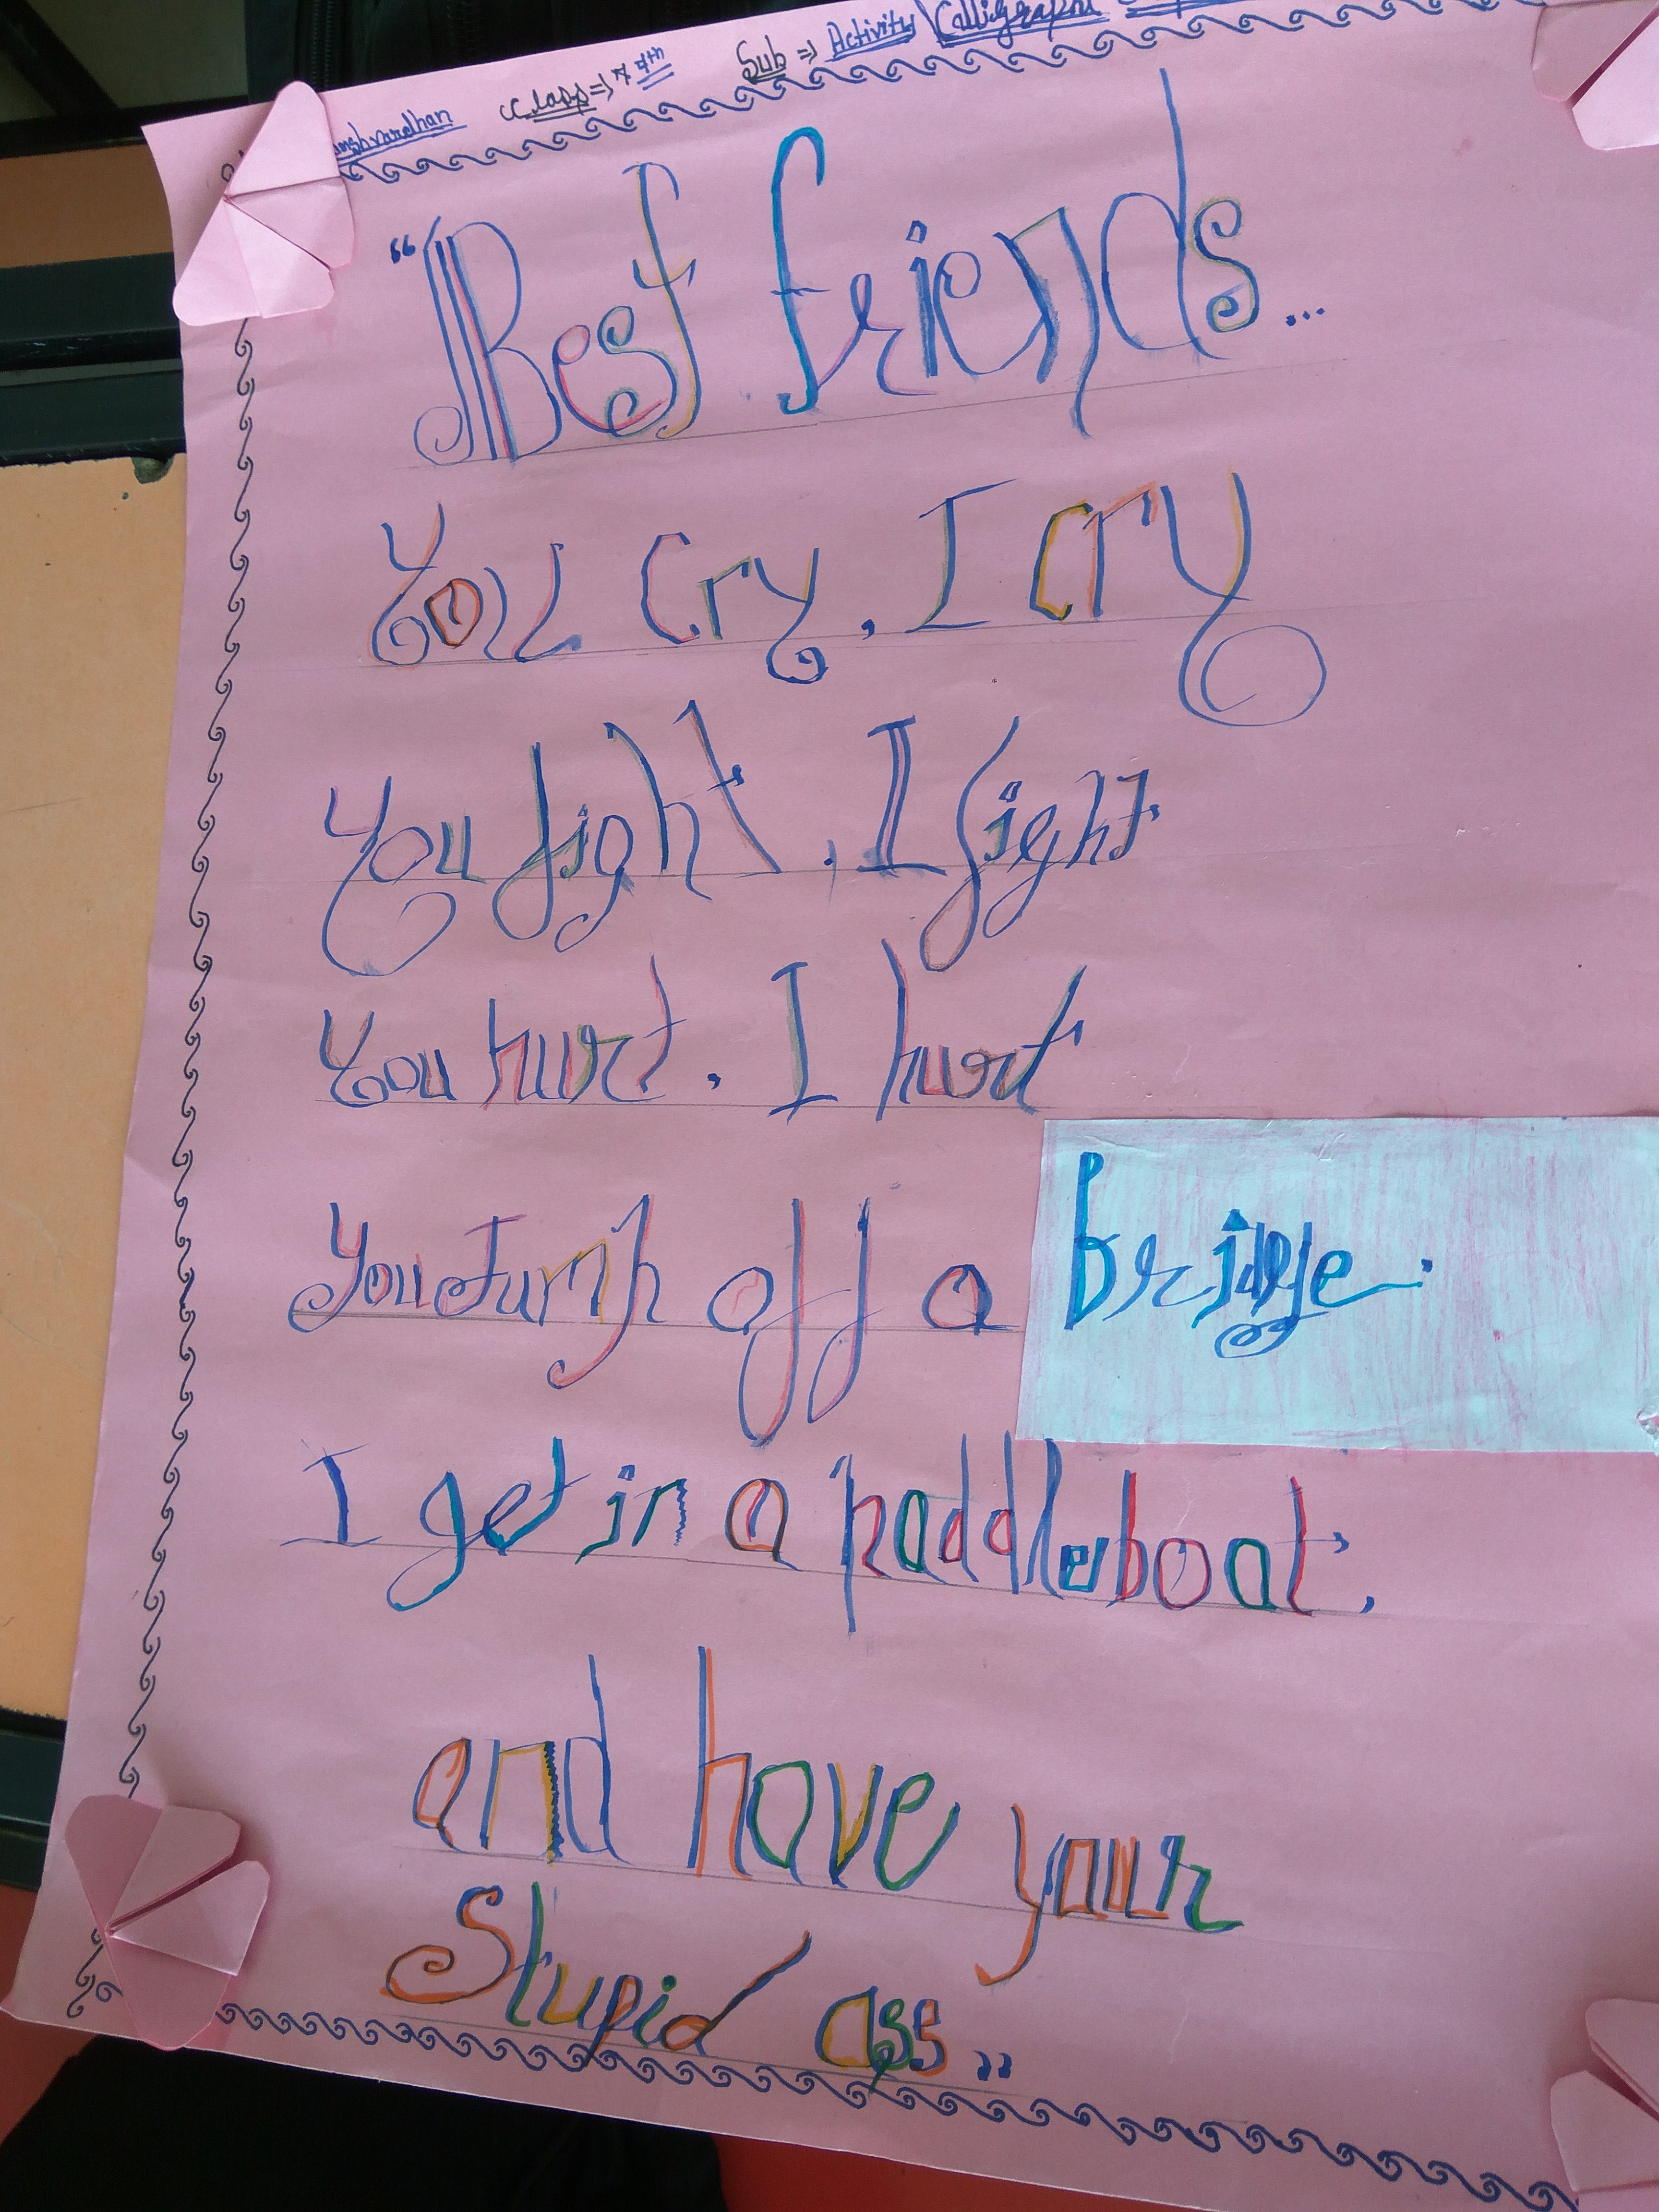 Class => 7th Sub => Activity Calligraphy
"Best friends...
You cry, I cry
You fight, I fight
You hurt, I hurt
You Jump off a bridge.
I get in a paddleboat,
and have your
Stupid ass.."